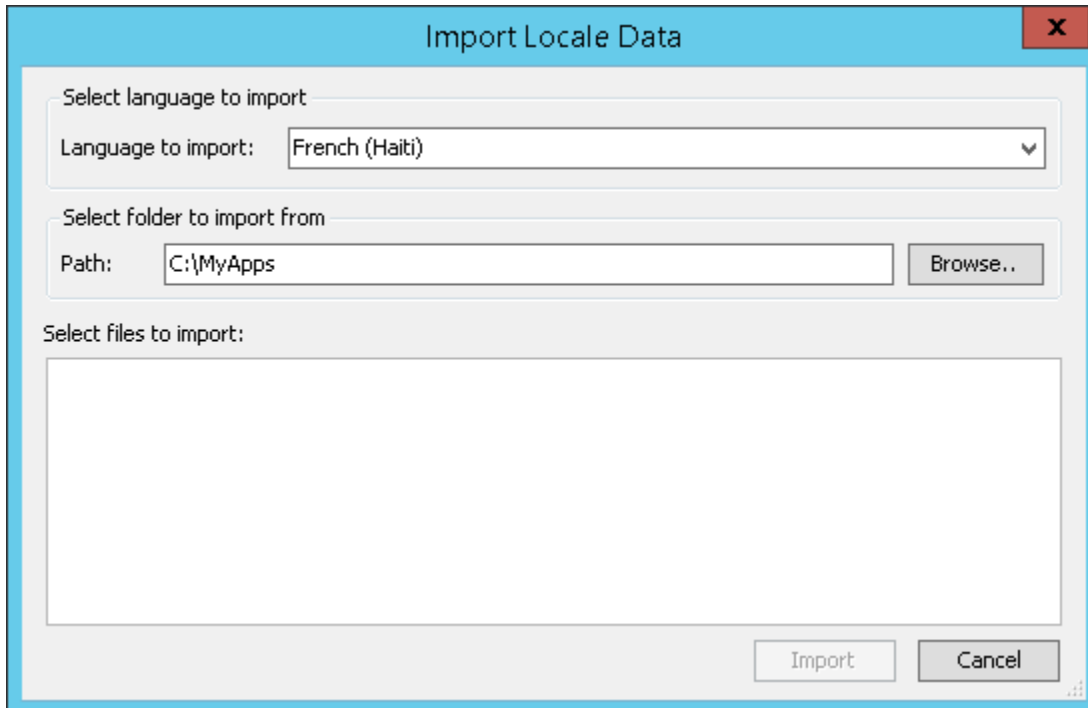 Import Locale Data
x
Select language to import
Language to import: French (Haiti)
Select folder to import from
Path: C:\MyApps Browse..
Select files to import:
Import Cancel